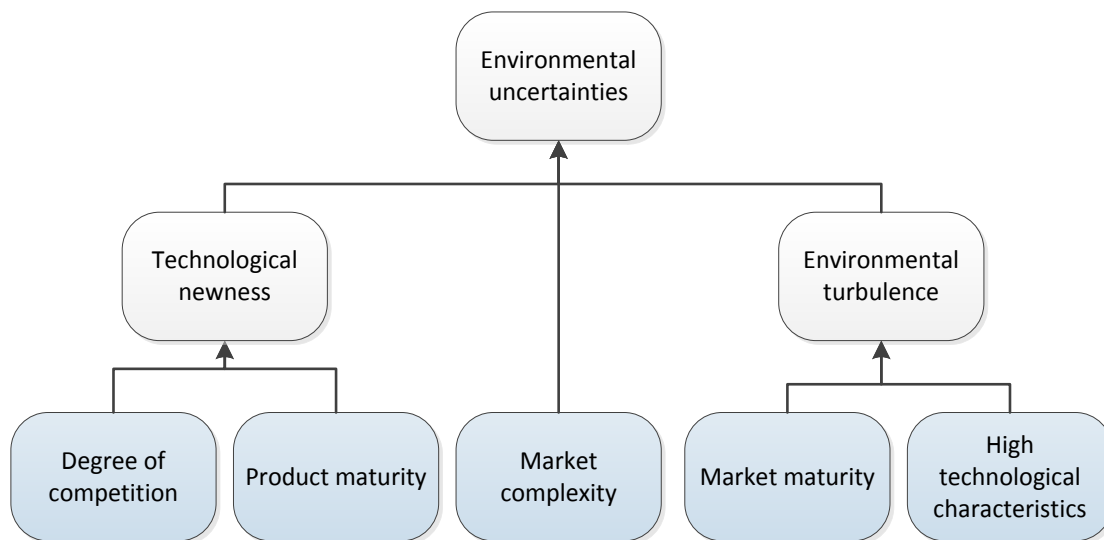 Environmental
uncertainties
Technological
newness
Environmental
turbulence
Degree of
competition
Product maturity
Market
complexity
Market maturity
High
technological
characteristics